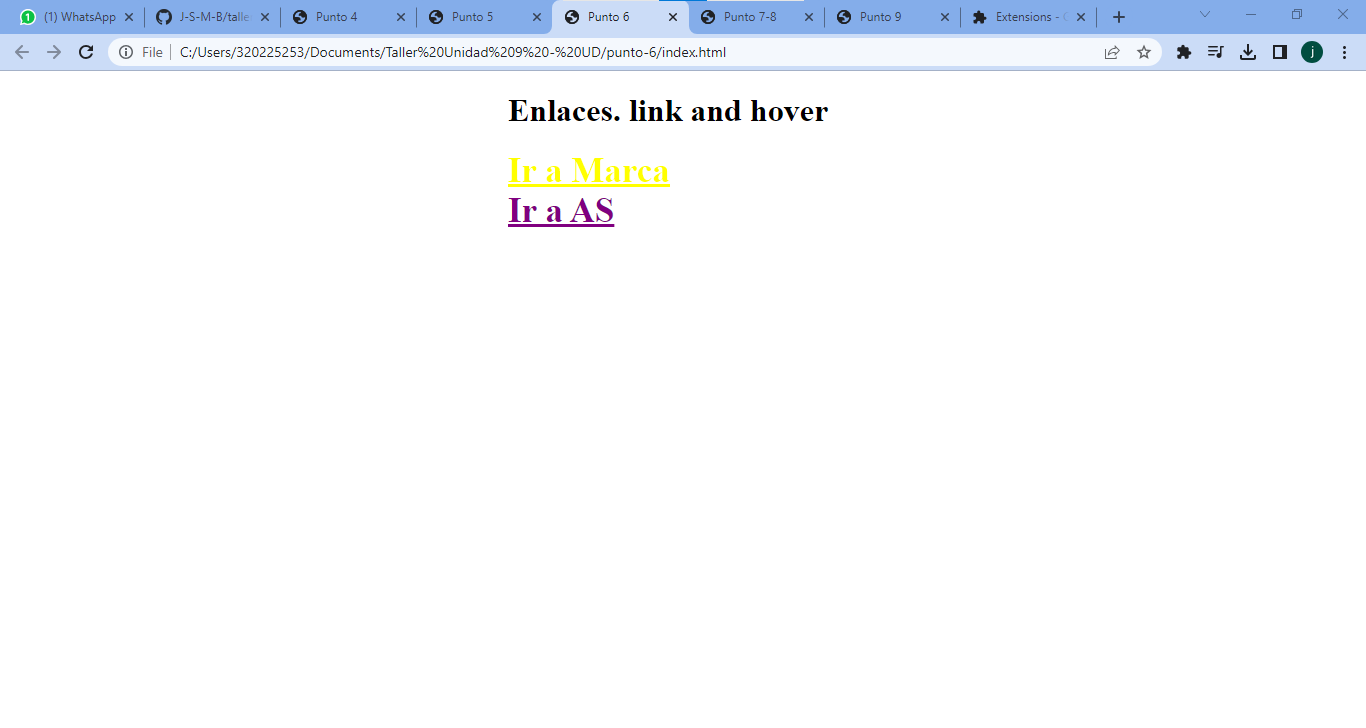 (1) WhatsApp
J-S-M-B/talle
Punto 4
Punto 5
Punto 6
Punto 7-8
Punto 9
Extensions -
File
C:/Users/320225253/Documents/Taller%20Unidad%209%20-%20UD/punto-6/index.html
j
Enlaces. link and hover
Ir a Marca
Ir a AS